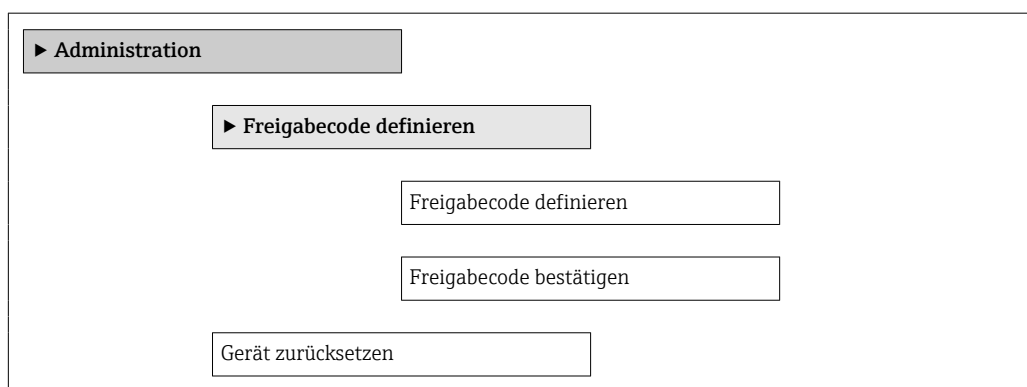 ▶ Administration
▶ Freigabecode definieren
Freigabecode definieren
Freigabecode bestätigen
Gerät zurücksetzen